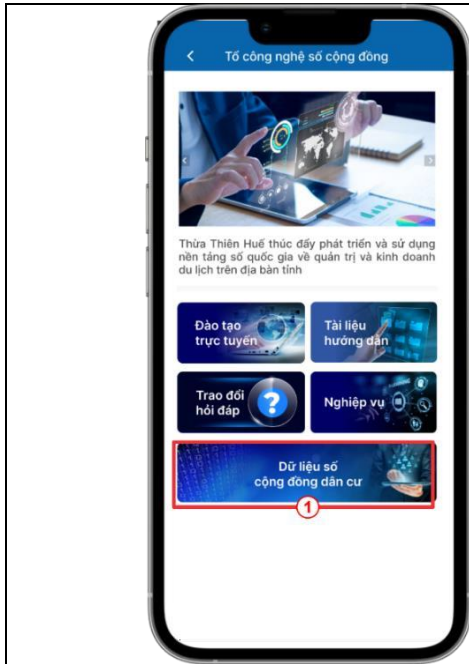 Tổ công nghệ số cộng đồng
Thừa Thiên Huế thúc đẩy phát triển và sử dụng
nền tảng số quốc gia về quản trị và kinh doanh
du lịch trên địa bàn tỉnh
Đào tạo
trực tuyến
Tài liệu
hướng dẫn
Trao đổi
hỏi đáp
?
Nghiệp vụ
Dữ liệu số
cộng đồng dân cư
1